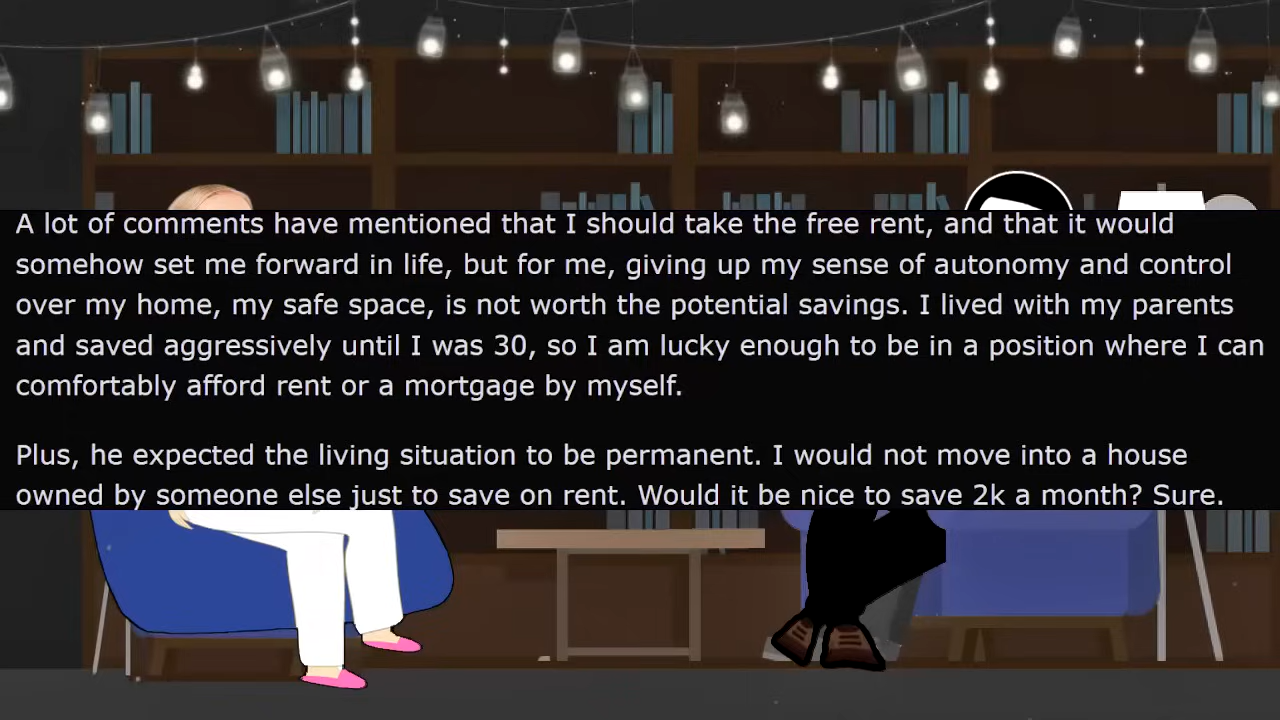 A lot of comments have mentioned that I should take the free rent, and that it would
somehow set me forward in life, but for me, giving up my sense of autonomy and control
over my home, my safe space, is not worth the potential savings. I lived with my parents
and saved aggressively until I was 30, so I am lucky enough to be in a position where I can
comfortably afford rent or a mortgage by myself.
Plus, he expected the living situation to be permanent. I would not move into a house
owned by someone else just to save on rent. Would it be nice to save 2k a month? Sure.